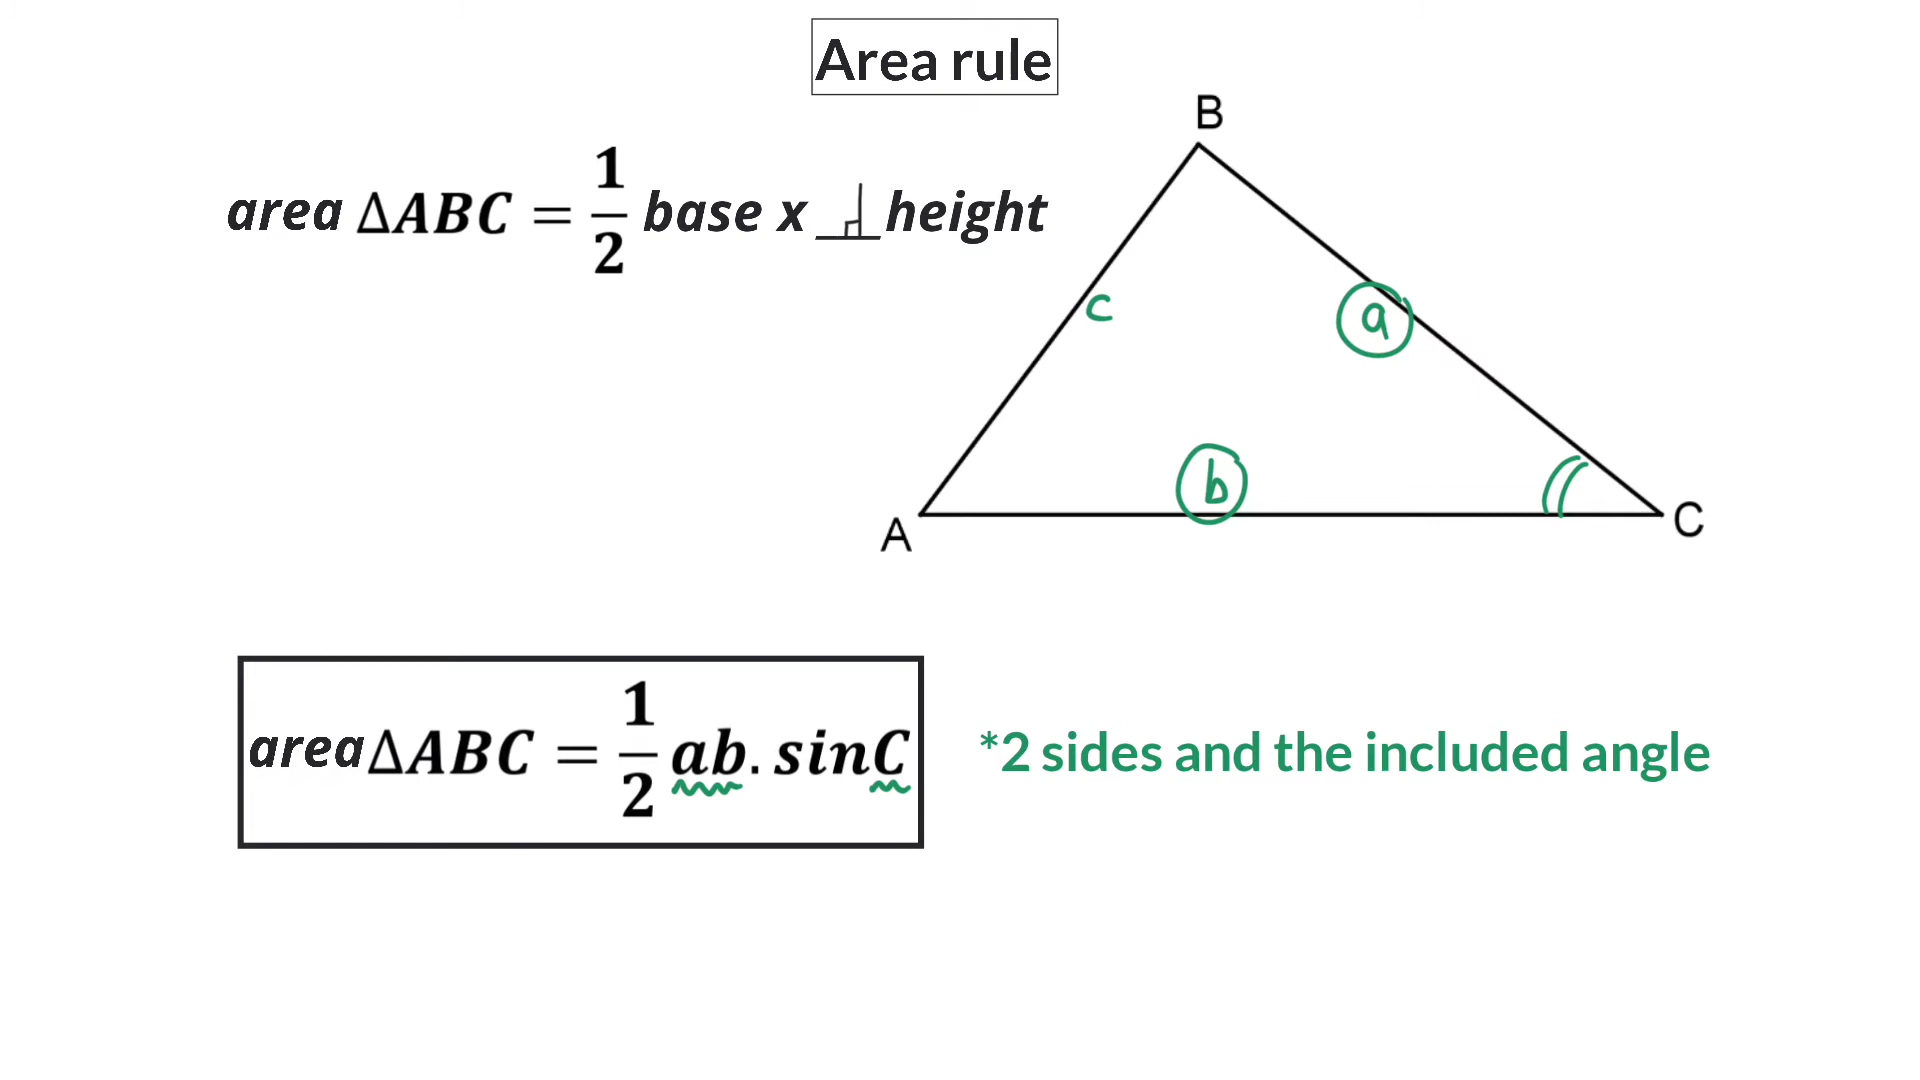 Area rule
B
area ΔABC = 1/2 base x height
c
a
b
A
C
area ΔABC = 1/2 ab. sinC
*2 sides and the included angle